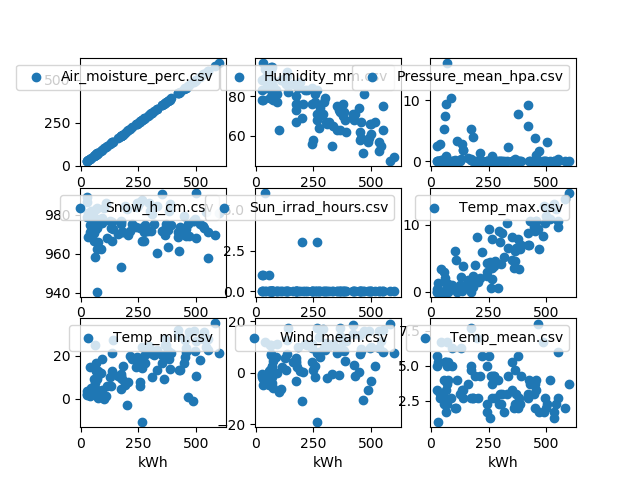 Air_moisture_perc.csv
Humidity_mm.csv
Pressure_mean_hpa.csv
500
250
0
80
60
10
0
0 250 500
0 250 500
0 250 500
Snow_h_cm.csv
Sun_irrad_hours.csv
Temp_max.csv
980
960
940
2.5
0.0
10
0
0 250 500
0 250 500
0 250 500
Temp_min.csv
Wind_mean.csv
Temp_mean.csv
20
0
20
0
−20
7.5
5.0
2.5
0 250 500
0 250 500
0 250 500
kWh
kWh
kWh